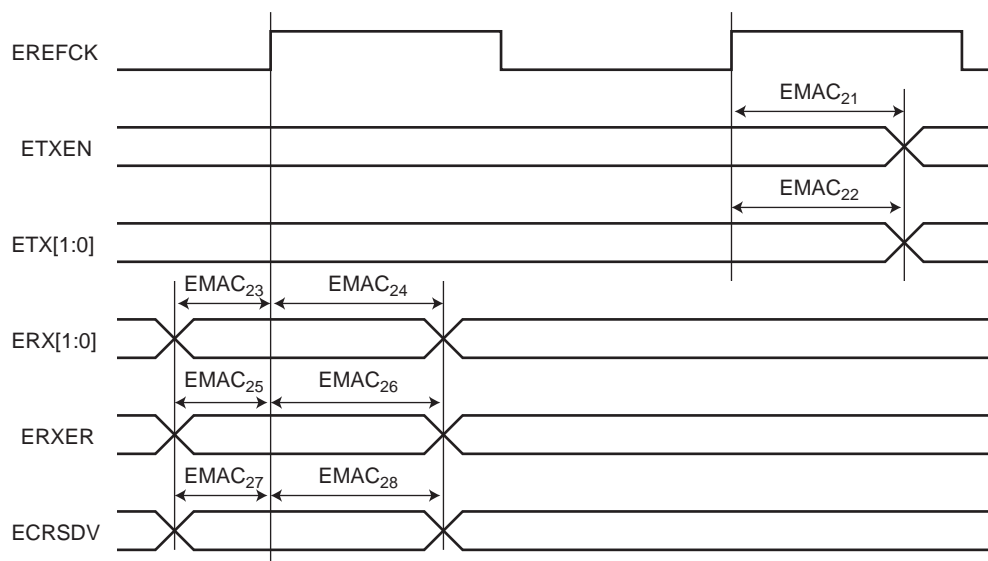 EREFCK
EMAC21
ETXEN
EMAC22
ETX[1:0]
EMAC23 EMAC24
ERX[1:0]
EMAC25 EMAC26
ERXER
EMAC27 EMAC28
ECRSDV